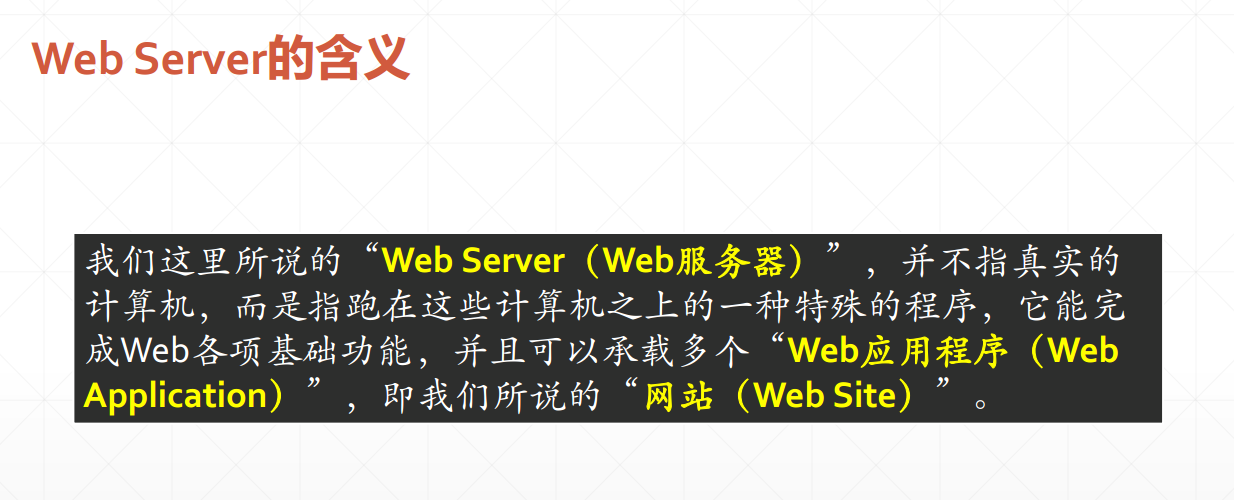 Web Server的含义
我们这里所说的“Web Server（Web服务器）”，并不指真实的
计算机，而是指跑在这些计算机之上的一种特殊的程序，它能完
成Web各项基础功能，并且可以承载多个“Web应用程序（Web
Application）”，即我们所说的“网站（Web Site）”。